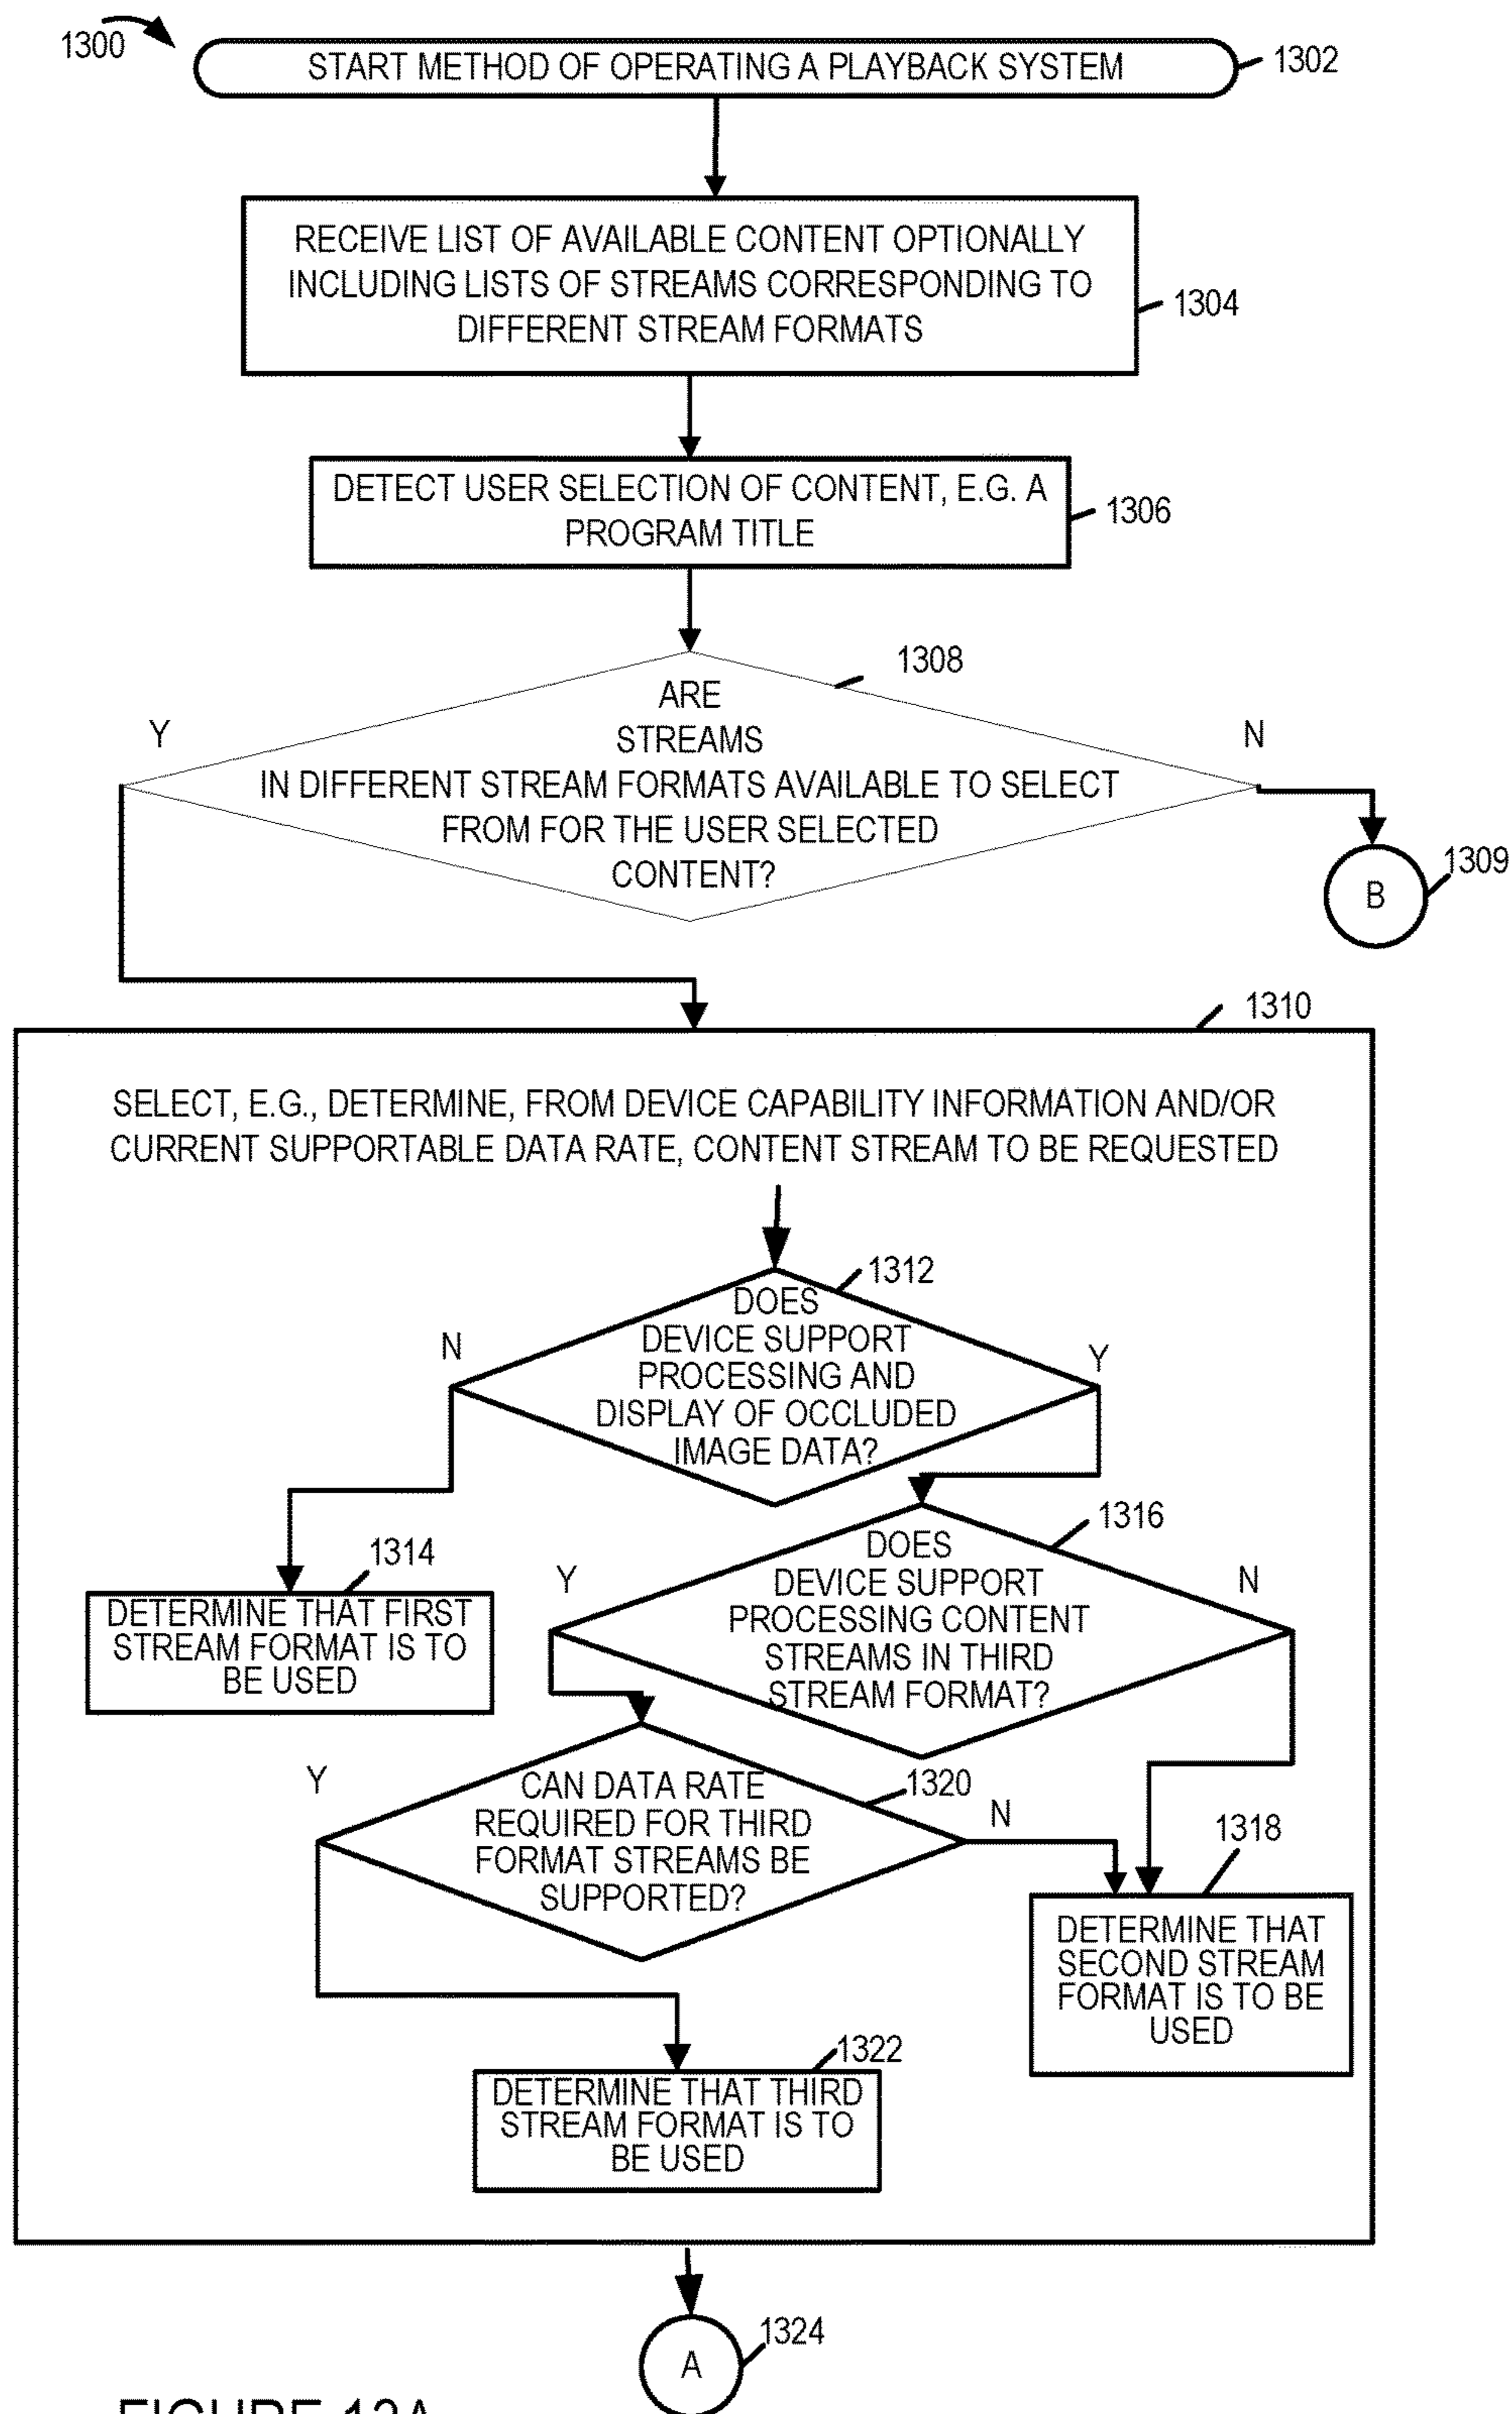 1300
START METHOD OF OPERATING A PLAYBACK SYSTEM
1302
RECEIVE LIST OF AVAILABLE CONTENT OPTIONALLY
INCLUDING LISTS OF STREAMS CORRESPONDING TO
DIFFERENT STREAM FORMATS
1304
DETECT USER SELECTION OF CONTENT, E.G. A
PROGRAM TITLE
1306
1308
ARE
STREAMS
IN DIFFERENT STREAM FORMATS AVAILABLE TO SELECT
FROM FOR THE USER SELECTED
CONTENT?
Y
N
B
1309
1310
SELECT, E.G., DETERMINE, FROM DEVICE CAPABILITY INFORMATION AND/OR
CURRENT SUPPORTABLE DATA RATE, CONTENT STREAM TO BE REQUESTED
1312
DOES
DEVICE SUPPORT
PROCESSING AND
DISPLAY OF OCCLUDED
IMAGE DATA?
N
Y
1314
DETERMINE THAT FIRST
STREAM FORMAT IS TO
BE USED
1316
DOES
DEVICE SUPPORT
PROCESSING CONTENT
STREAMS IN THIRD
STREAM FORMAT?
Y
N
1320
CAN DATA RATE
REQUIRED FOR THIRD
FORMAT STREAMS BE
SUPPORTED?
Y
N
1318
DETERMINE THAT
SECOND STREAM
FORMAT IS TO BE
USED
1322
DETERMINE THAT THIRD
STREAM FORMAT IS TO
BE USED
A
1324
FIGURE 13A